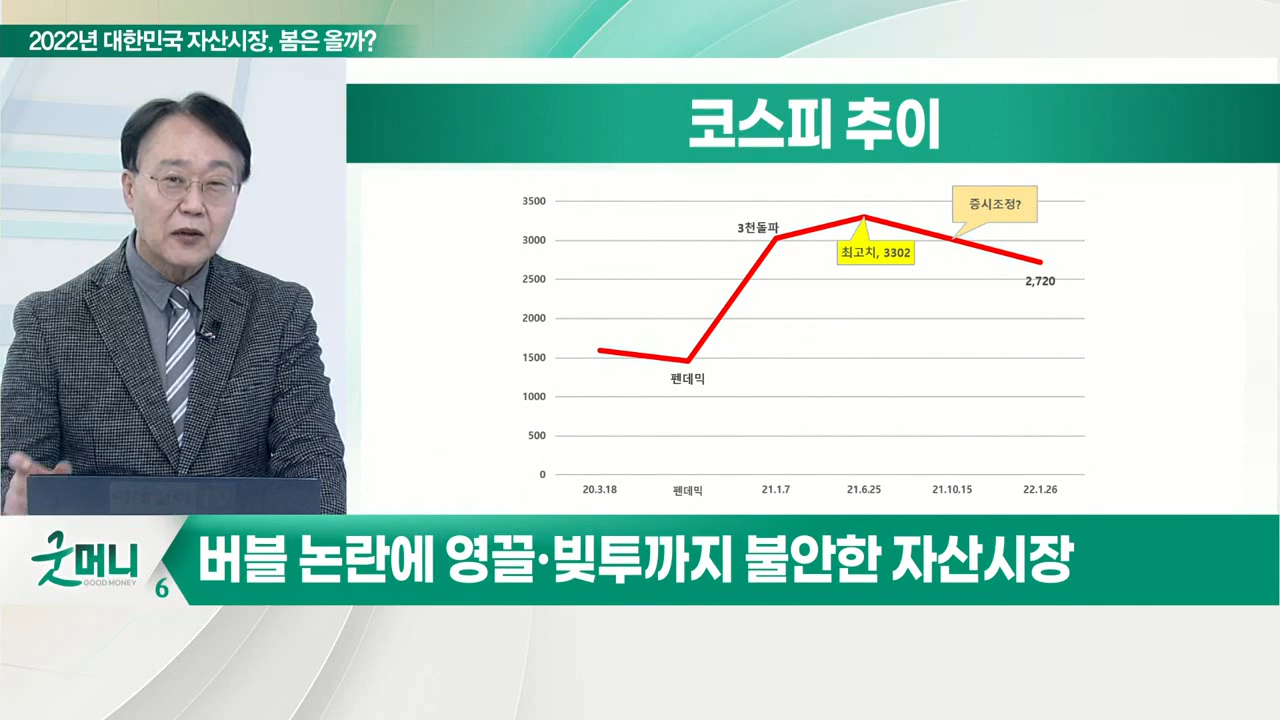 2022년 대한민국 자산시장, 봄은 올까?
코스피 추이
3500
3000
2500
2000
1500
1000
500
0
3천돌파
증시조정?
최고치, 3302
2,720
펜데믹
20.3.18
펜데믹
21.1.7
21.6.25
21.10.15
22.1.26
굿머니
GOOD MONEY
6
버블 논란에 영끌·빚투까지 불안한 자산시장